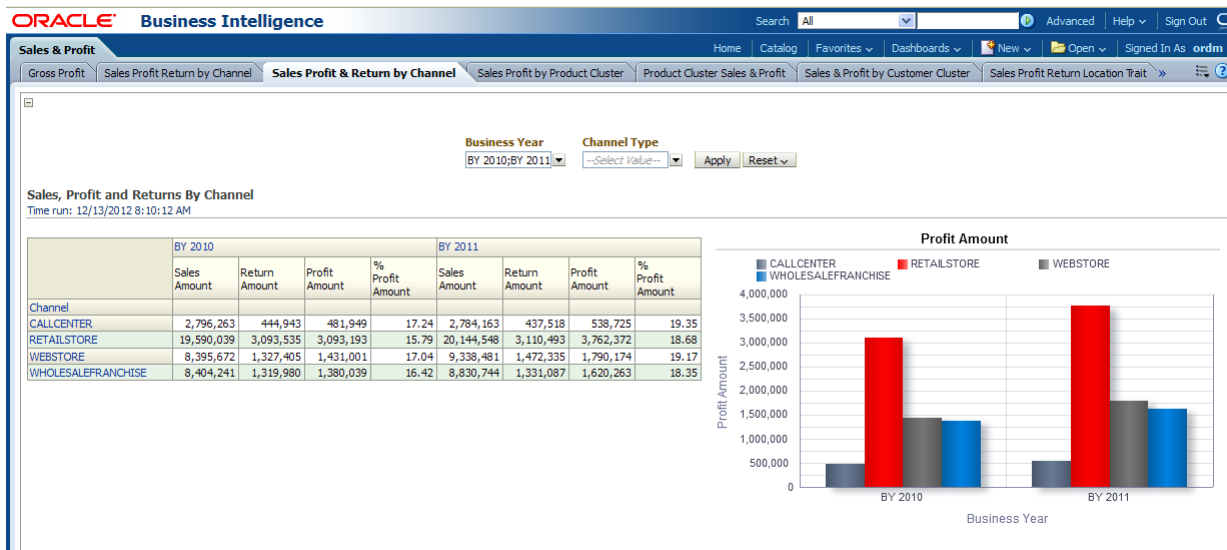 ORACLE® Business Intelligence Search All Advanced Help Sign Out
Sales & Profit Home Catalog Favorites Dashboards New Open Signed In As ordm
Gross Profit Sales Profit Return by Channel Sales Profit & Return by Channel Sales Profit by Product Cluster Product Cluster Sales & Profit Sales & Profit by Customer Cluster Sales Profit Return Location Trait »
Business Year Channel Type
BY 2010;BY 2011 --Select Value-- Apply Reset
Sales, Profit and Returns By Channel
Time run: 12/13/2012 8:10:12 AM
BY 2010 BY 2011
Sales Amount Return Amount Profit Amount % Profit Amount Sales Amount Return Amount Profit Amount % Profit Amount
Channel
CALLCENTER 2,796,263 444,943 481,949 17.24 2,784,163 437,518 538,725 19.35
RETAILSTORE 19,590,039 3,093,535 3,093,193 15.79 20,144,548 3,110,493 3,762,372 18.68
WEBSTORE 8,395,672 1,327,405 1,431,001 17.04 9,338,481 1,472,335 1,790,174 19.17
WHOLESALEFRANCHISE 8,404,241 1,319,980 1,380,039 16.42 8,830,744 1,331,087 1,620,263 18.35
Profit Amount
CALLCENTER RETAILSTORE WEBSTORE
WHOLESALEFRANCHISE
4,000,000
3,500,000
3,000,000
2,500,000
2,000,000
1,500,000
1,000,000
500,000
0
Profit Amount
BY 2010 BY 2011
Business Year